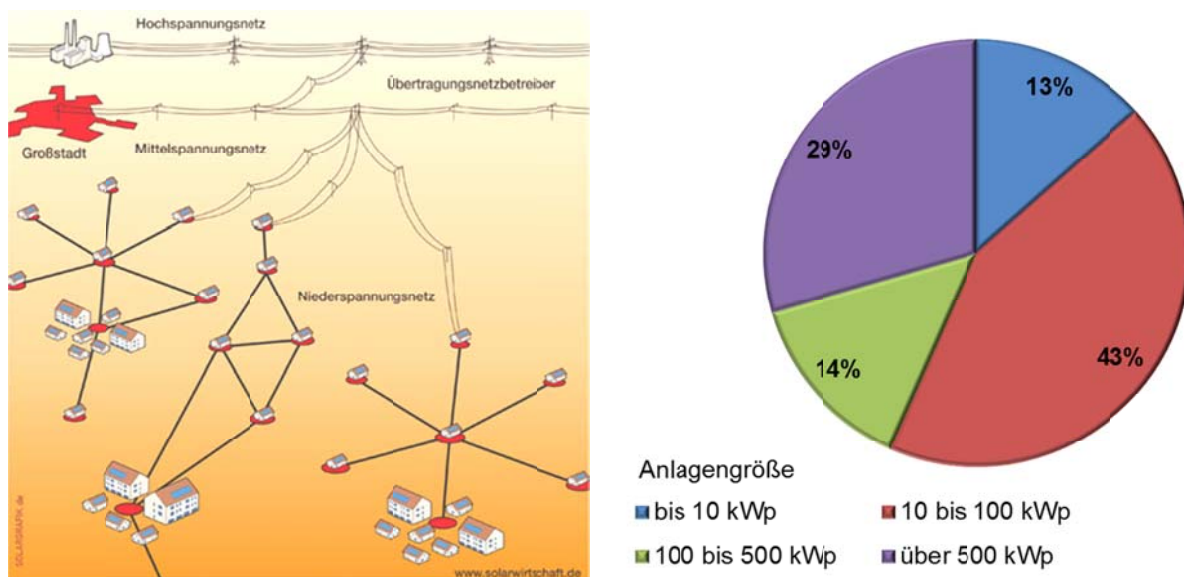 Hochspannungsnetz
Übertragungsnetzbetreiber
Großstadt
Mittelspannungsnetz
Niederspannungsnetz
SOLARGRAFIK.de
www.solarwirtschaft.de
13%
29%
43%
14%
Anlagengröße
bis 10 kWp
10 bis 100 kWp
100 bis 500 kWp
über 500 kWp